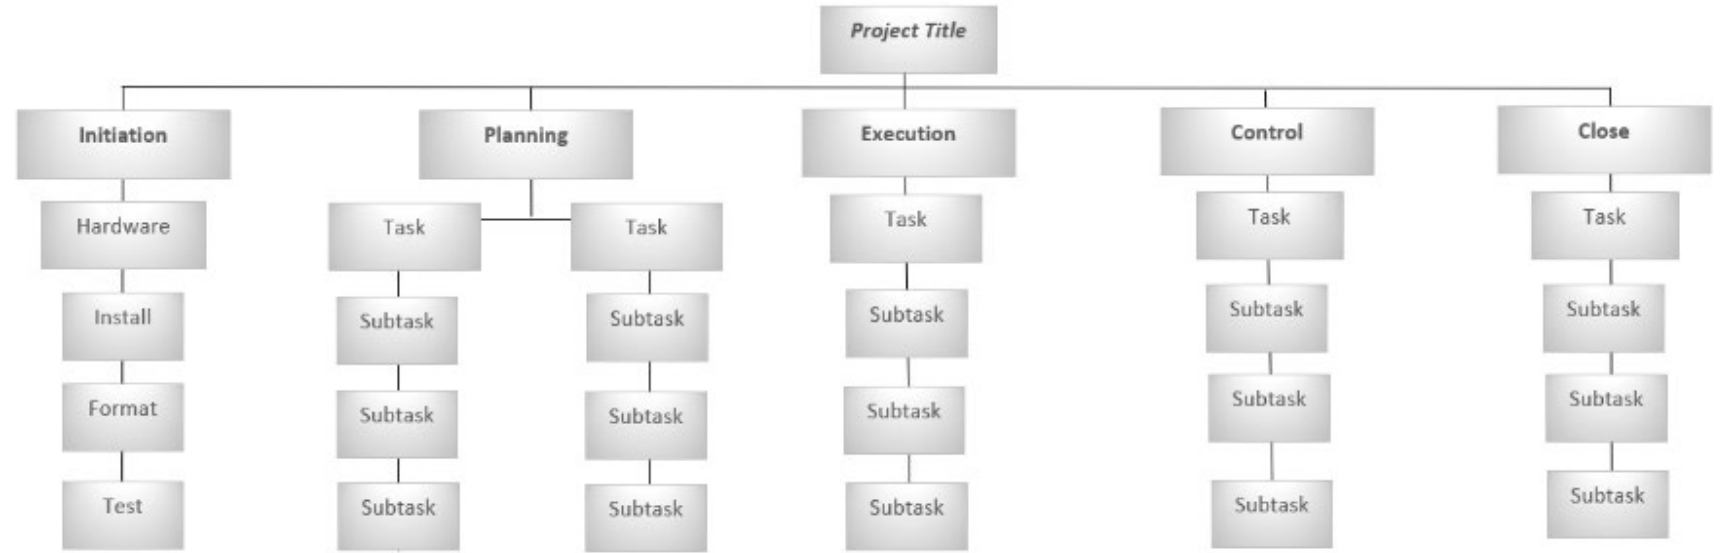 Project Title
Initiation
Planning
Execution
Control
Close
Hardware
Task
Task
Task
Task
Task
Install
Subtask
Subtask
Subtask
Subtask
Subtask
Format
Subtask
Subtask
Subtask
Subtask
Subtask
Test
Subtask
Subtask
Subtask
Subtask
Subtask